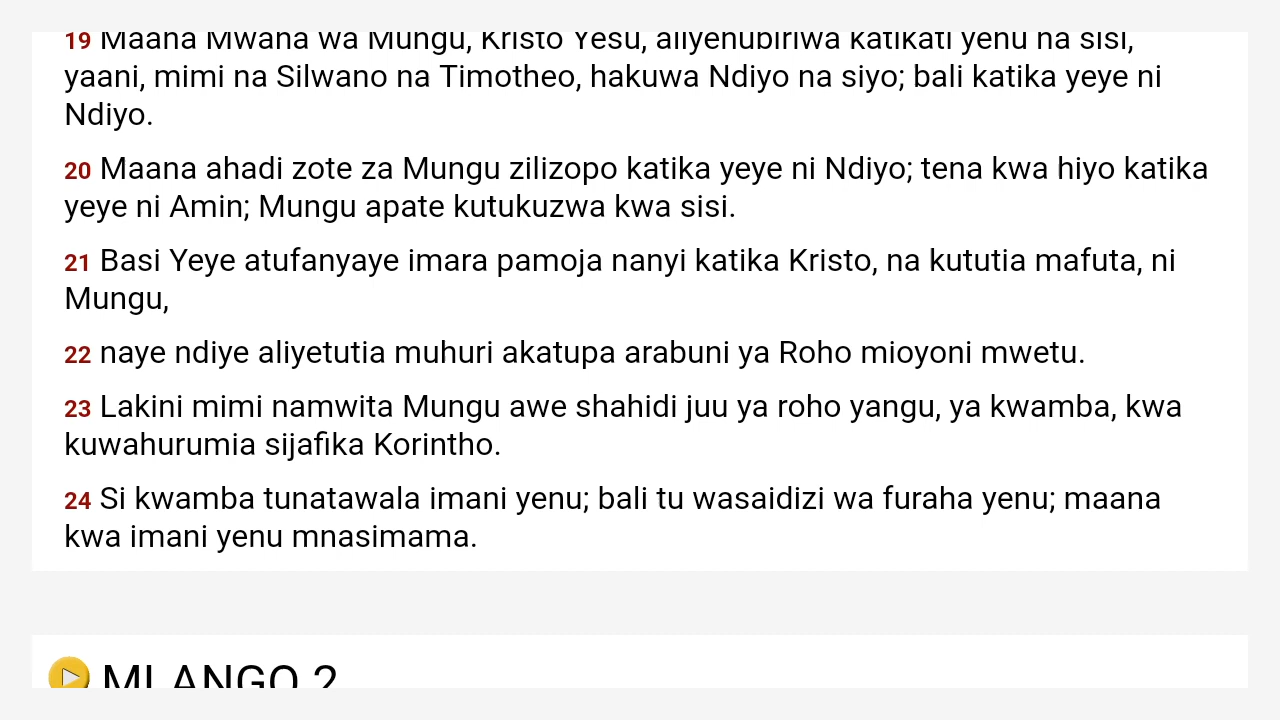 19 Maana Mwana wa Mungu, Kristo Yesu, aliyehubiriwa katikati yenu na sisi,
yaani, mimi na Silwano na Timotheo, hakuwa Ndiyo na siyo; bali katika yeye ni
Ndiyo.
20 Maana ahadi zote za Mungu zilizopo katika yeye ni Ndiyo; tena kwa hiyo katika
yeye ni Amin; Mungu apate kutukuzwa kwa sisi.
21 Basi Yeye atufanyaye imara pamoja nanyi katika Kristo, na kututia mafuta, ni
Mungu,
22 naye ndiye aliyetutia muhuri akatupa arabuni ya Roho mioyoni mwetu.
23 Lakini mimi namwita Mungu awe shahidi juu ya roho yangu, ya kwamba, kwa
kuwahurumia sijafika Korintho.
24 Si kwamba tunatawala imani yenu; bali tu wasaidizi wa furaha yenu; maana
kwa imani yenu mnasimama.
MLANGO 2